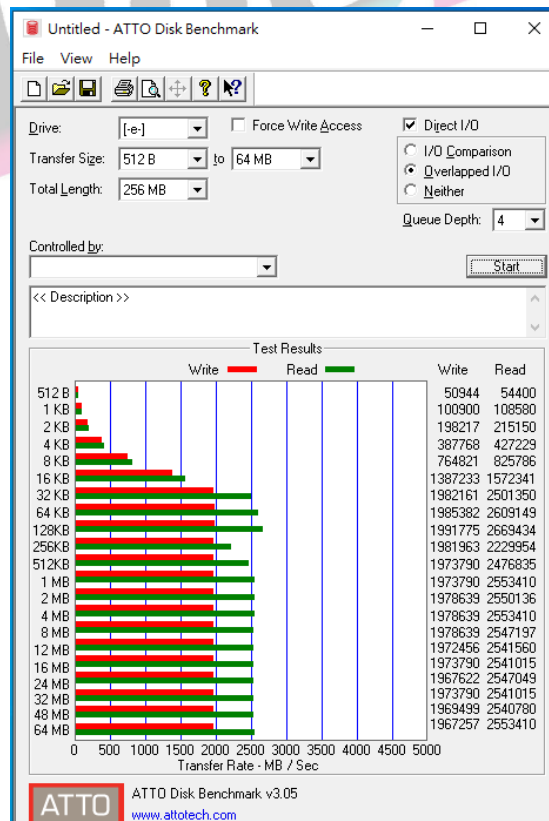 Untitled - ATTO Disk Benchmark
File View Help
Drive: [-e-] Force Write Access Direct I/O
Transfer Size: 512 B to 64 MB I/O Comparison
Overlapped I/O
Total Length: 256 MB Neither
Queue Depth: 4
Controlled by:
Start
<< Description >>
Test Results
Write Read Write Read
512 B 50944 54400
1 KB 100900 108580
2 KB 198217 215150
4 KB 387768 427229
8 KB 764821 825786
16 KB 1387233 1572341
32 KB 1982161 2501350
64 KB 1985382 2609149
128KB 1991775 2669434
256KB 1981963 2229954
512KB 1973790 2476835
1 MB 1973790 2553410
2 MB 1978639 2550136
4 MB 1978639 2553410
8 MB 1978639 2547197
12 MB 1972456 2541560
16 MB 1973790 2541015
24 MB 1967622 2547049
32 MB 1973790 2541015
48 MB 1969499 2540780
64 MB 1967257 2553410
0 500 1000 1500 2000 2500 3000 3500 4000 4500 5000
Transfer Rate - MB / Sec
ATTO
ATTO Disk Benchmark v3.05
www.attotech.com